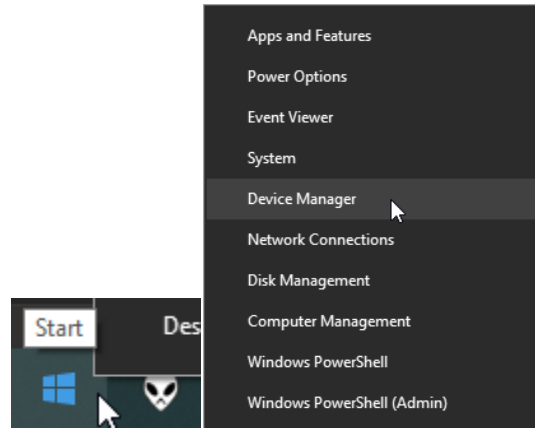 Apps and Features
Power Options
Event Viewer
System
Device Manager
Network Connections
Disk Management
Computer Management
Windows PowerShell
Windows PowerShell (Admin)
Start
Des